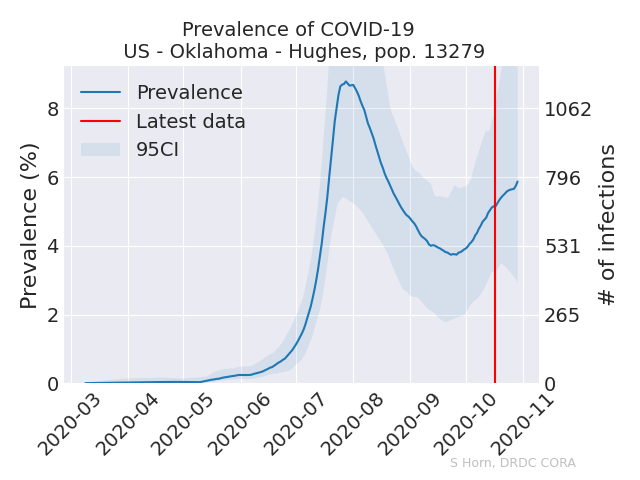 Prevalence of COVID-19
US - Oklahoma - Hughes, pop. 13279
Prevalence
Latest data
95CI
Prevalence (%)
8
6
4
2
0
1062
796
531
265
0
# of infections
2020-03
2020-04
2020-05
2020-06
2020-07
2020-08
2020-09
2020-10
2020-11
S Horn, DRDC CORA